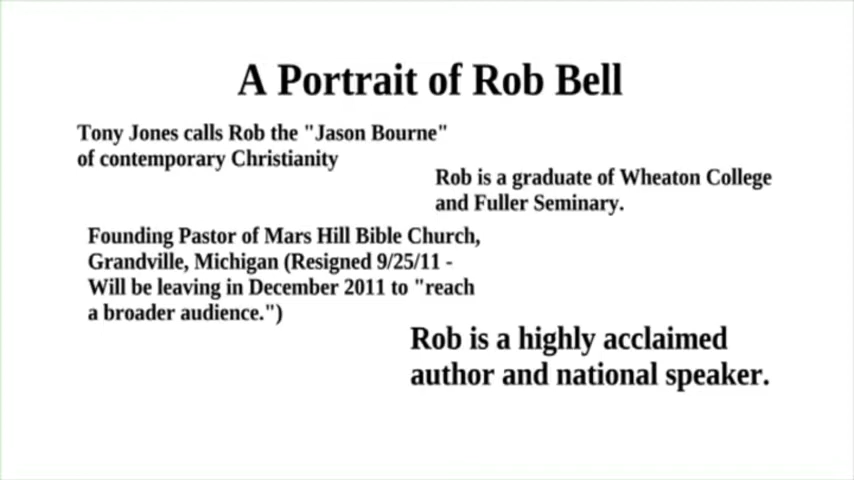 A Portrait of Rob Bell
Tony Jones calls Rob the "Jason Bourne"
of contemporary Christianity
Rob is a graduate of Wheaton College
and Fuller Seminary.
Founding Pastor of Mars Hill Bible Church,
Grandville, Michigan (Resigned 9/25/11 -
Will be leaving in December 2011 to "reach
a broader audience.")
Rob is a highly acclaimed
author and national speaker.